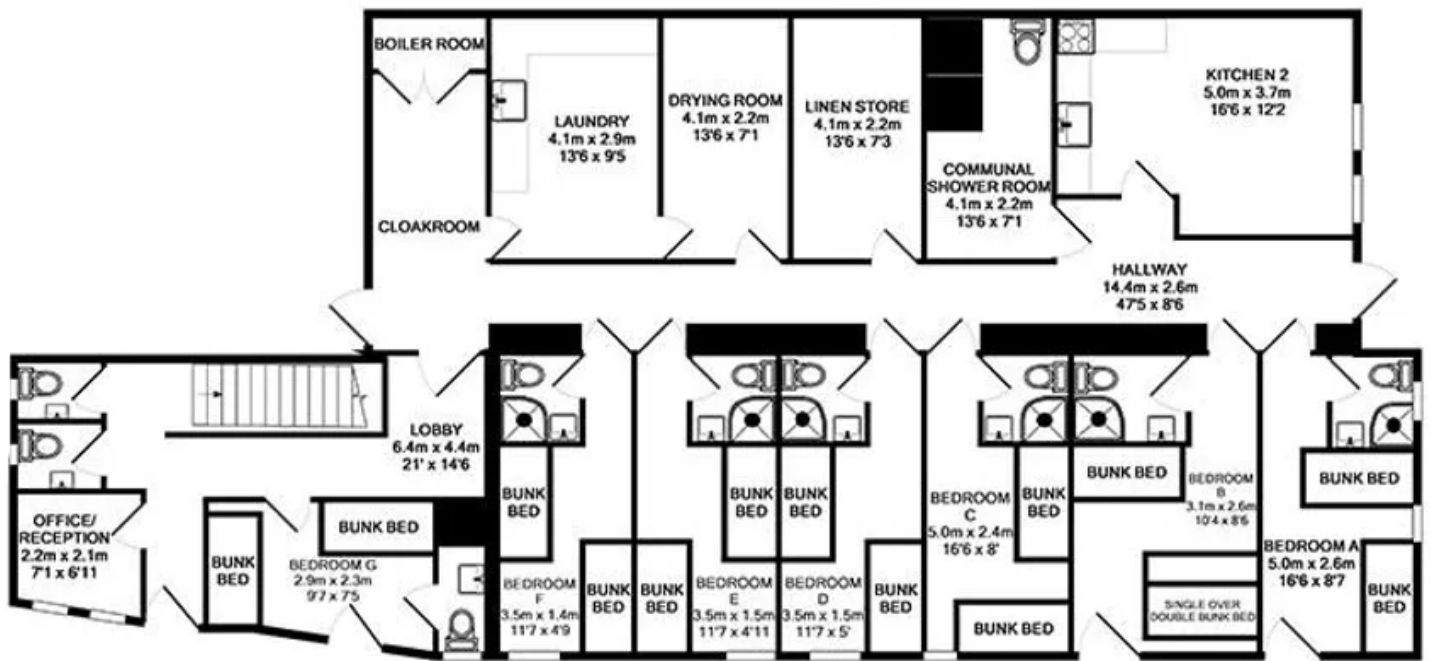 BOILER ROOM
CLOAKROOM
LAUNDRY
4.1m x 2.9m
13'6 x 9'5
DRYING ROOM
4.1m x 2.2m
13'6 x 7'1
LINEN STORE
4.1m x 2.2m
13'6 x 7'3
COMMUNAL
SHOWER ROOM
4.1m x 2.2m
13'6 x 7'1
KITCHEN 2
5.0m x 3.7m
16'6 x 12'2
HALLWAY
14.4m x 2.6m
47'5 x 8'6
LOBBY
6.4m x 4.4m
21' x 14'6
OFFICE/
RECEPTION
2.2m x 2.1m
7'1 x 6'11
BUNK
BED
BUNK BED
BEDROOM G
2.9m x 2.3m
9'7 x 7'5
BUNK
BED
BEDROOM
F
3.5m x 1.4m
11'7 x 4'9
BUNK
BED
BUNK
BED
BUNK
BED
BEDROOM
E
3.5m x 1.5m
11'7 x 4'11
BUNK
BED
BEDROOM
D
3.5m x 1.5m
11'7 x 5'
BUNK
BED
BEDROOM
C
5.0m x 2.4m
16'6 x 8'
BUNK
BED
BUNK BED
BUNK BED
BEDROOM
B
3.1m x 2.6m
10'4 x 8'6
SINGLE OVER
DOUBLE BUNK BED
BUNK BED
BEDROOM A
5.0m x 2.6m
16'6 x 8'7
BUNK
BED